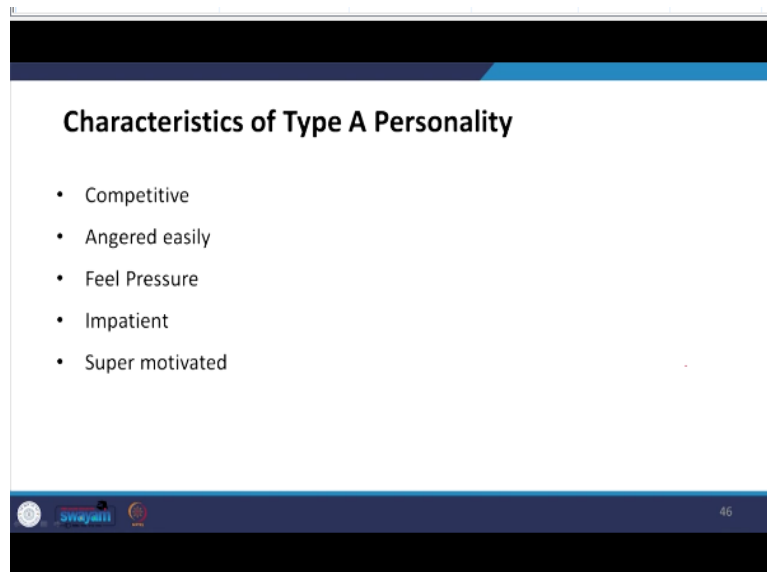 Characteristics of Type A Personality
• Competitive
• Angered easily
• Feel Pressure
• Impatient
• Super motivated
swayam
46